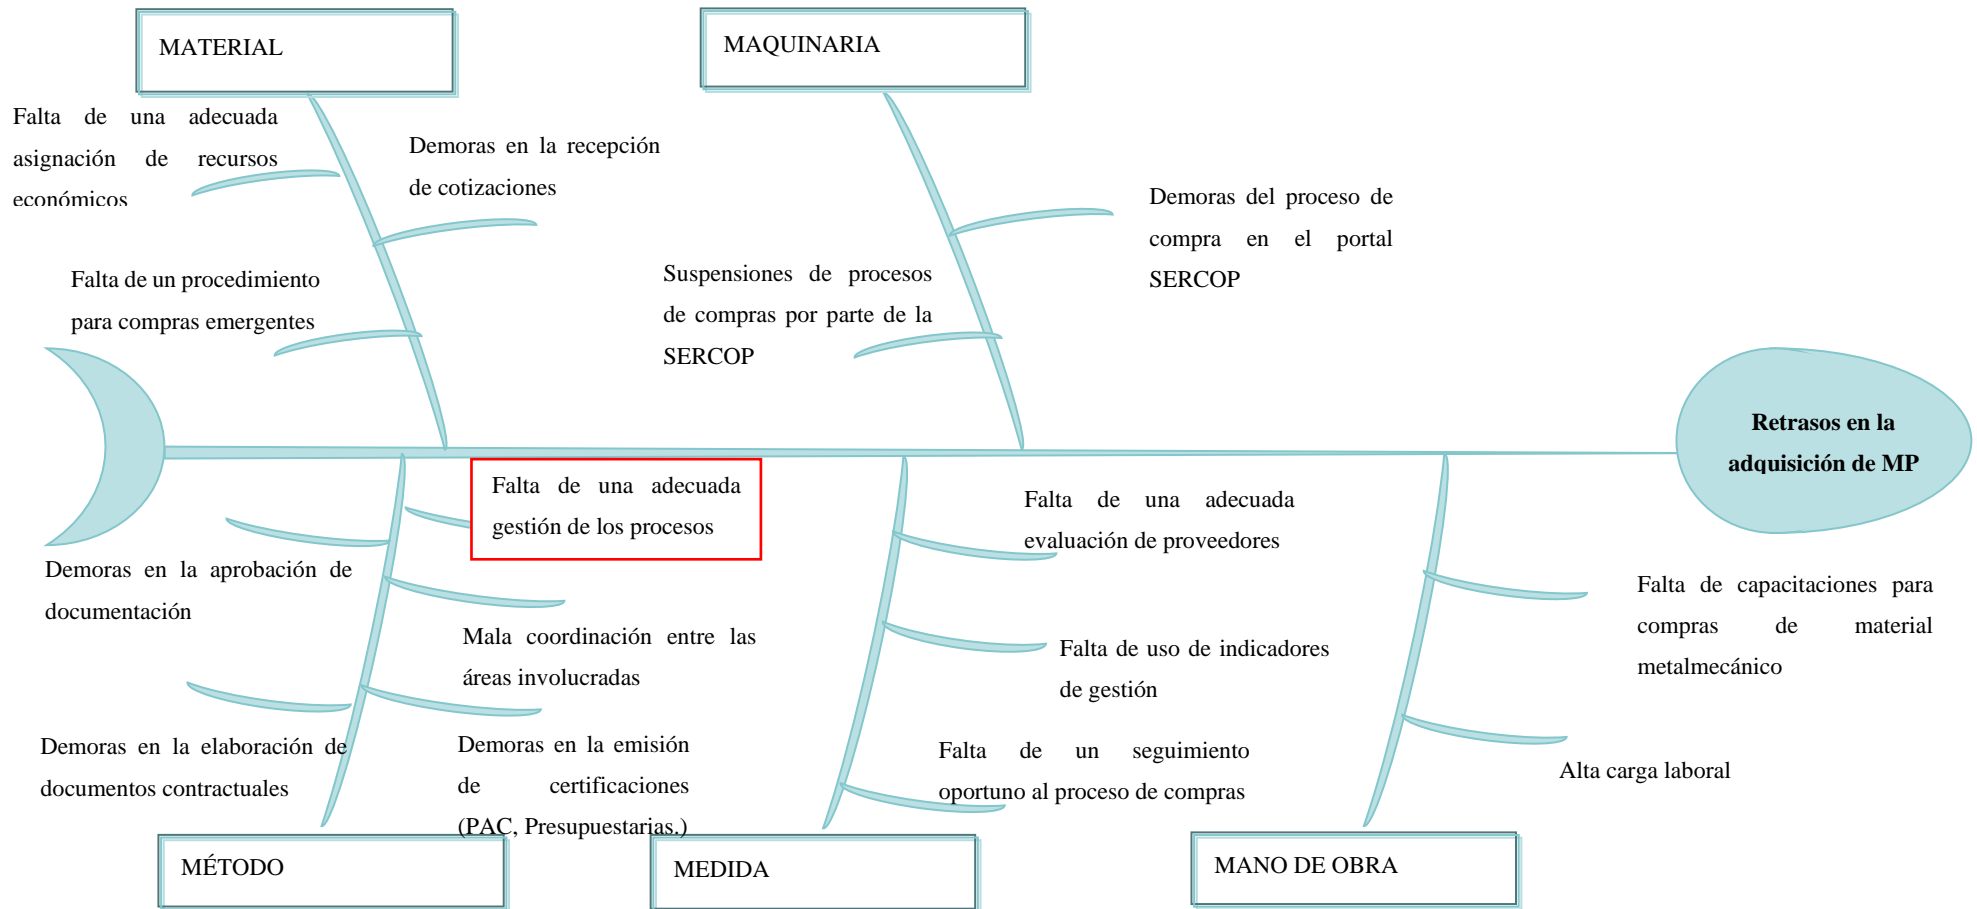 MATERIAL
MAQUINARIA
Falta de una adecuada
asignación de recursos
económicos
Demoras en la recepción
de cotizaciones
Falta de un procedimiento
para compras emergentes
Suspensiones de procesos
de compras por parte de la
SERCOP
Demoras del proceso de
compra en el portal
SERCOP
Retrasos en la
adquisición de MP
Falta de una adecuada
gestión de los procesos
Demoras en la aprobación de
documentación
Mala coordinación entre las
áreas involucradas
Demoras en la elaboración de
documentos contractuales
Demoras en la emisión
de certificaciones
(PAC, Presupuestarias.)
Falta de una adecuada
evaluación de proveedores
Falta de uso de indicadores
de gestión
Falta de un seguimiento
oportuno al proceso de compras
Falta de capacitaciones para
compras de material
metalmecánico
Alta carga laboral
MÉTODO
MEDIDA
MANO DE OBRA